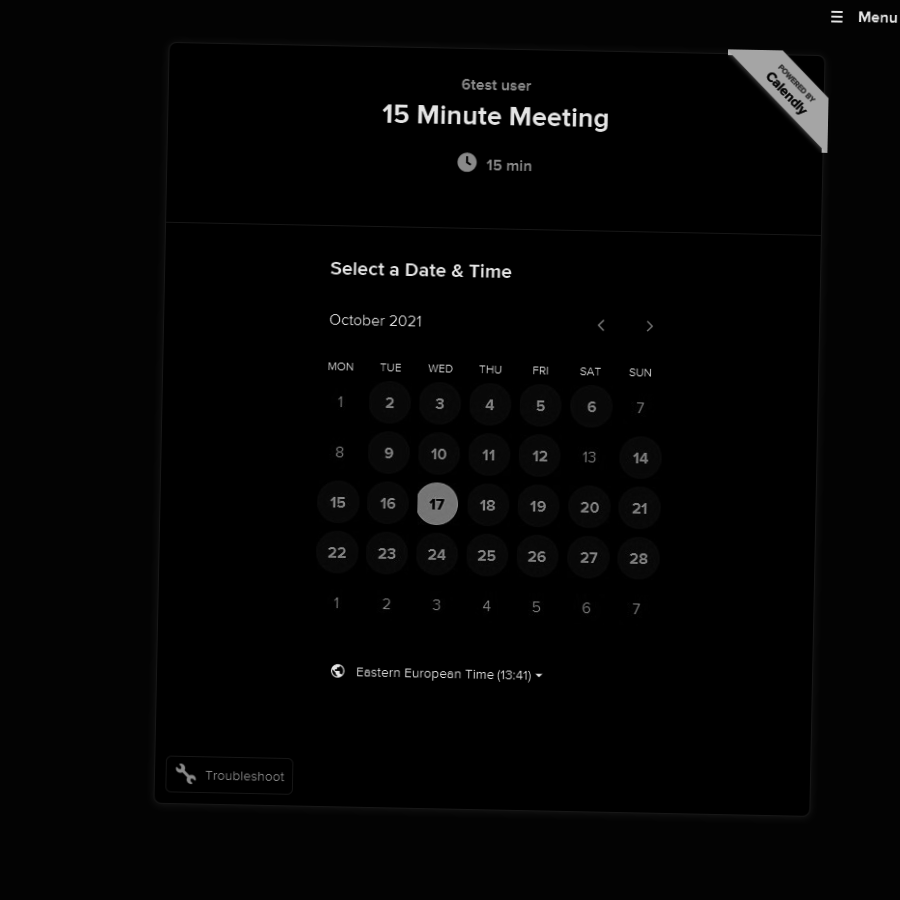 ☰ Menu
POWERED BY
Calendly
6test user
15 Minute Meeting
15 min
Select a Date & Time
October 2021
MON TUE WED THU FRI SAT SUN
1 2 3 4 5 6 7
8 9 10 11 12 13 14
15 16 17 18 19 20 21
22 23 24 25 26 27 28
1 2 3 4 5 6 7
Eastern European Time (13:41)
Troubleshoot